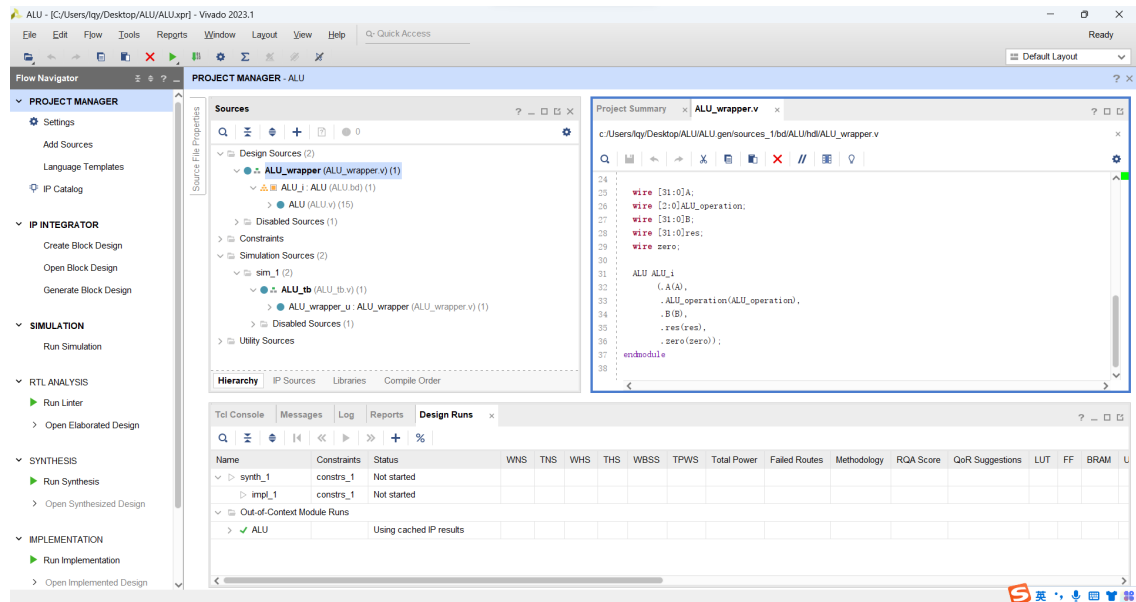 ALU - [C:/Users/lqy/Desktop/ALU/ALU.xpr] - Vivado 2023.1
File Edit Flow Tools Reports Window Layout View Help Q- Quick Access Ready
Default Layout
Flow Navigator PROJECT MANAGER - ALU
PROJECT MANAGER
Settings
Add Sources
Language Templates
IP Catalog
IP INTEGRATOR
Create Block Design
Open Block Design
Generate Block Design
SIMULATION
Run Simulation
RTL ANALYSIS
Run Linter
Open Elaborated Design
SYNTHESIS
Run Synthesis
Open Synthesized Design
IMPLEMENTATION
Run Implementation
Open Implemented Design
Source File Properties
Sources
0
Design Sources (2)
ALU_wrapper (ALU_wrapper.v) (1)
ALU_i : ALU (ALU.bd) (1)
ALU (ALU.v) (15)
Disabled Sources (1)
Constraints
Simulation Sources (2)
sim_1 (2)
ALU_tb (ALU_tb.v) (1)
ALU_wrapper_u : ALU_wrapper (ALU_wrapper.v) (1)
Disabled Sources (1)
Utility Sources
Hierarchy IP Sources Libraries Compile Order
Project Summary ALU_wrapper.v
c:/Users/lqy/Desktop/ALU/ALU.gen/sources_1/bd/ALU/hdl/ALU_wrapper.v
24
25 wire [31:0]A;
26 wire [2:0]ALU_operation;
27 wire [31:0]B;
28 wire [31:0]res;
29 wire zero;
30
31 ALU ALU_i
32 (.A(A),
33 .ALU_operation(ALU_operation),
34 .B(B),
35 .res(res),
36 .zero(zero));
37 endmodule
38
Tcl Console Messages Log Reports Design Runs
Name Constraints Status WNS TNS WHS THS WBSS TPWS Total Power Failed Routes Methodology RQA Score QoR Suggestions LUT FF BRAM U
synth_1 constrs_1 Not started
impl_1 constrs_1 Not started
Out-of-Context Module Runs
ALU Using cached IP results
S 英